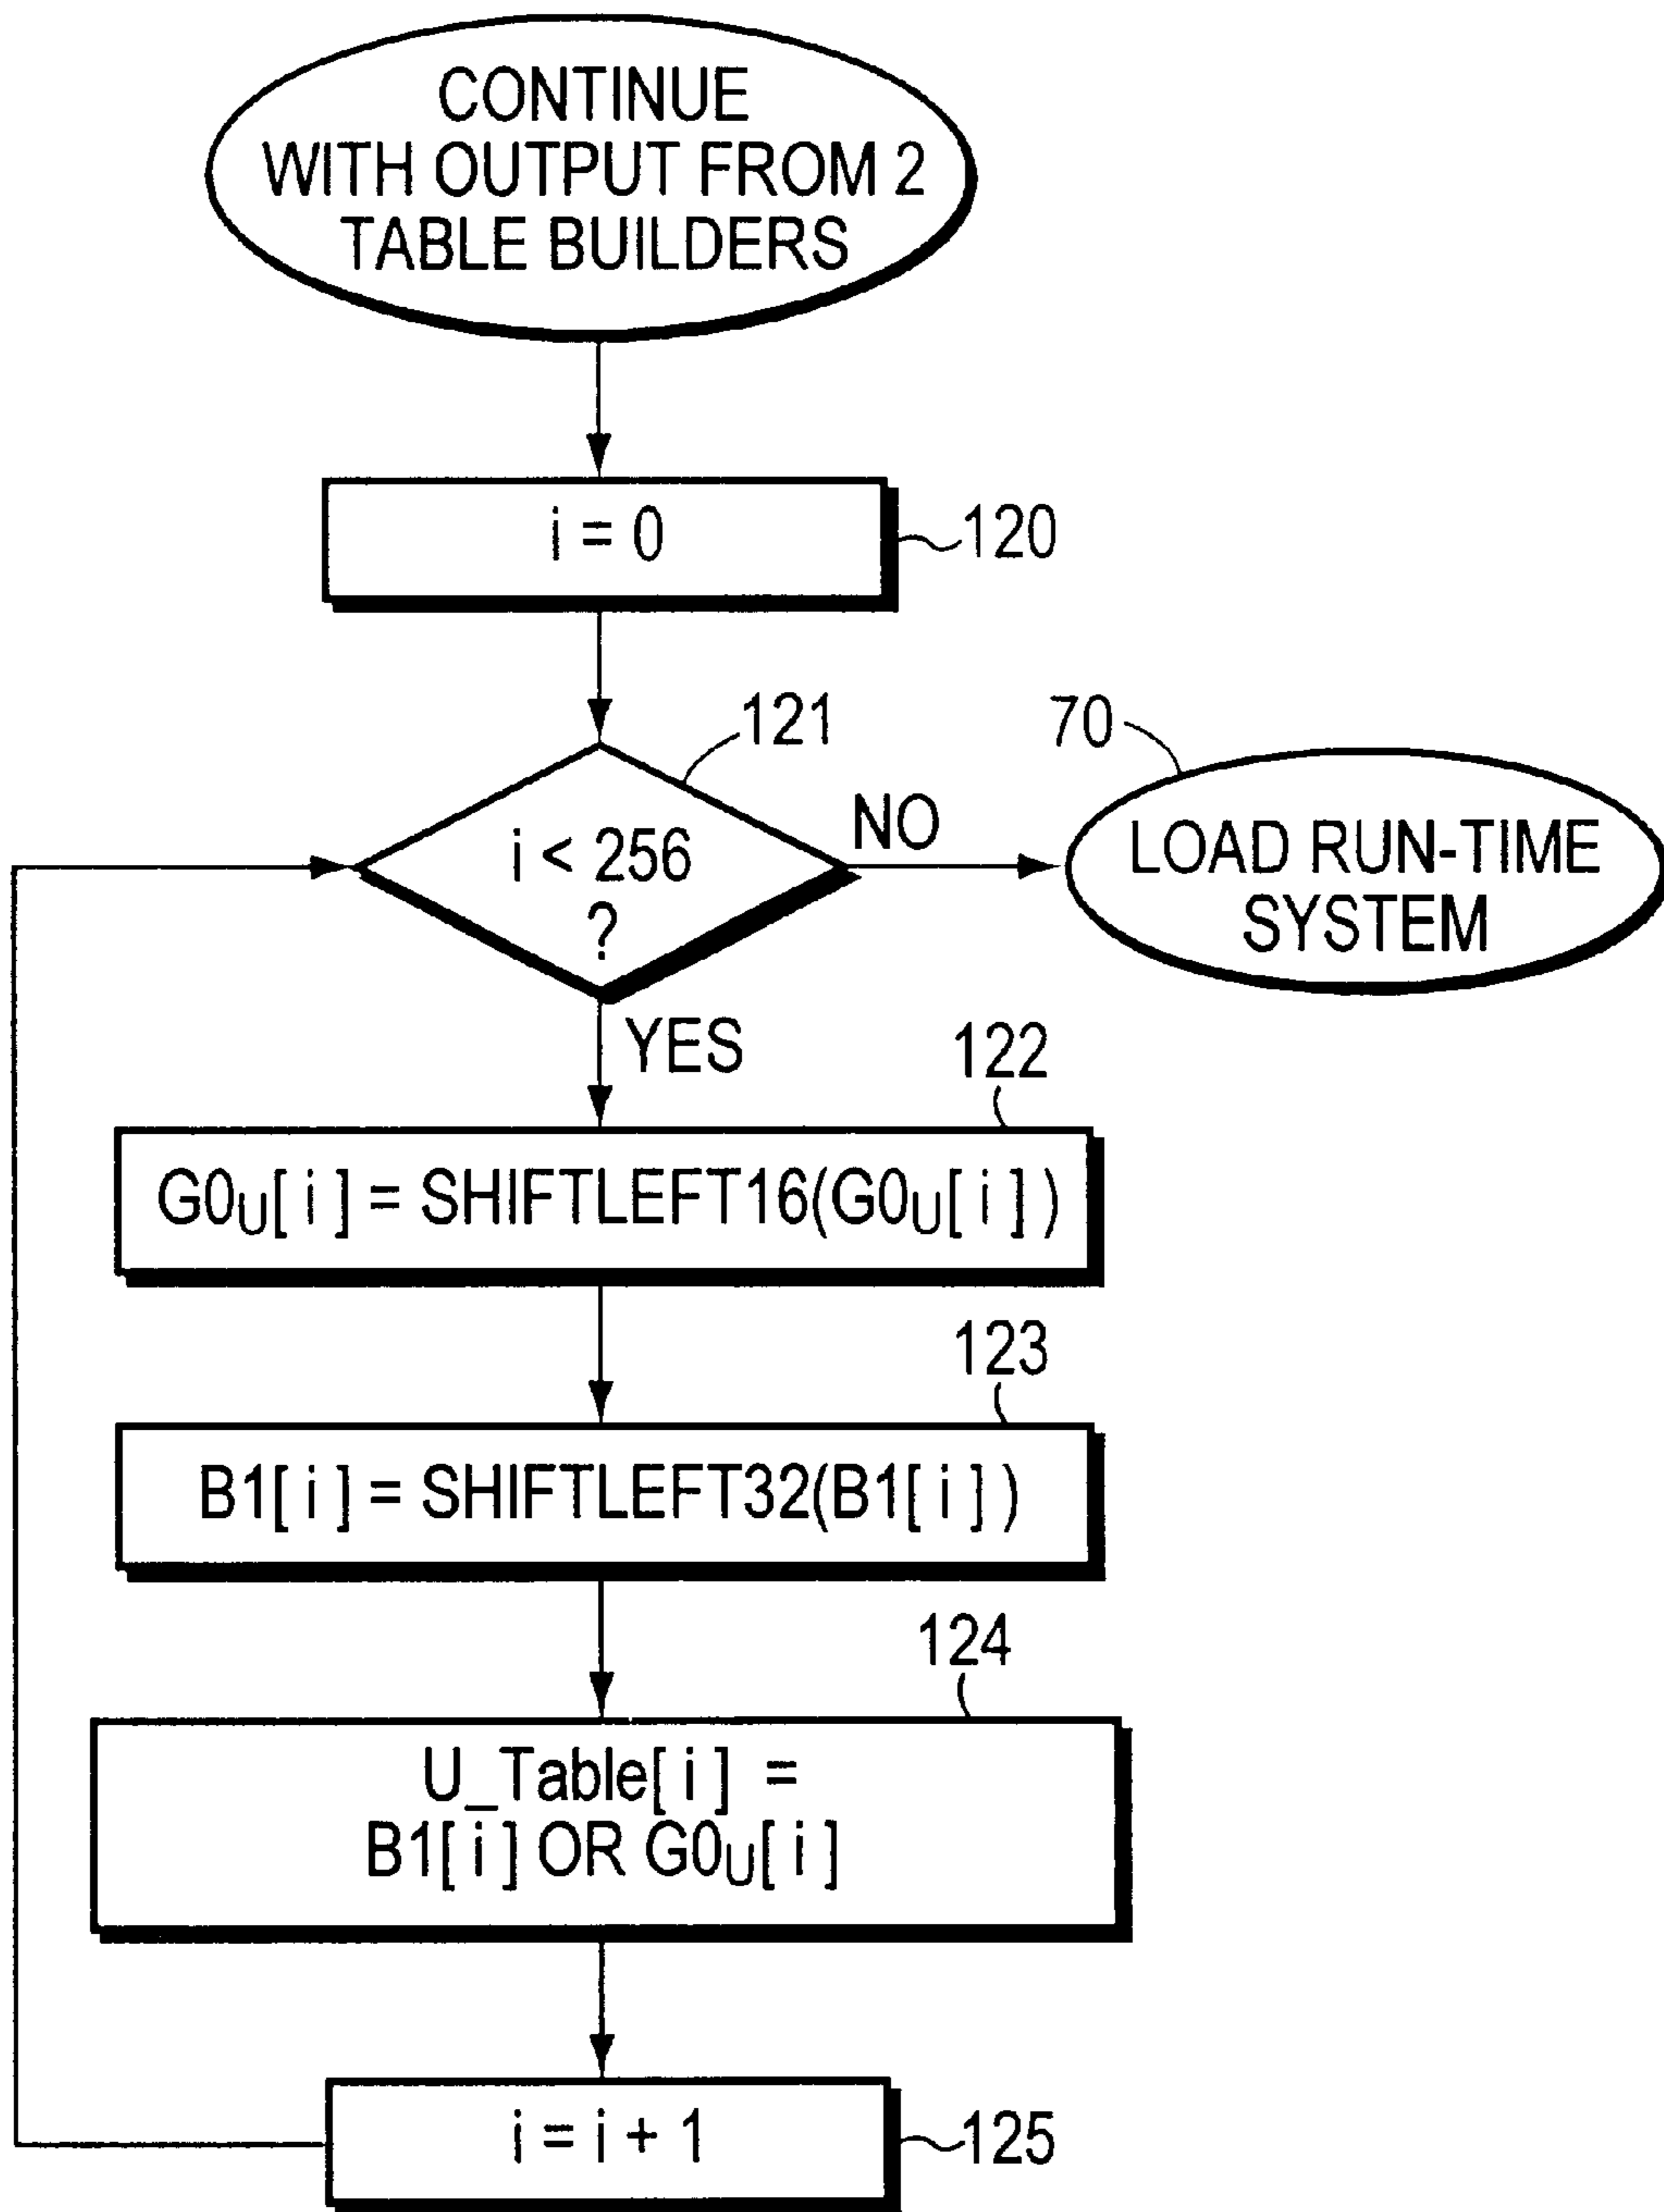 CONTINUE
WITH OUTPUT FROM 2
TABLE BUILDERS
i = 0
120
121
i < 256
?
NO
70
LOAD RUN-TIME
SYSTEM
YES
122
G0U[ i ] = SHIFTLEFT16(G0U[ i ] )
123
B1[ i ] = SHIFTLEFT32(B1[ i ] )
124
U_Table[ i ] =
B1[ i ] OR G0U[ i ]
i = i + 1
125